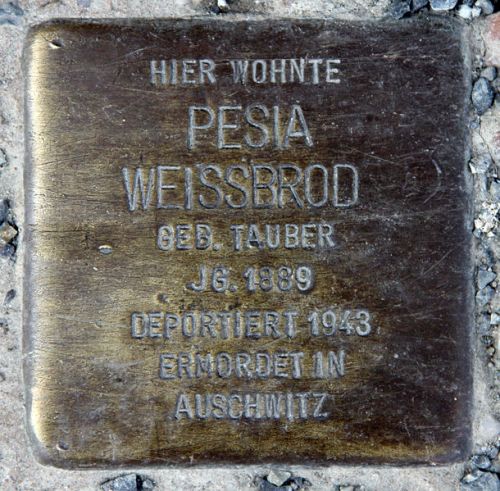 HIER WOHNTE
PESIA
WEISSBROD
GEB. TAUBER
JG. 1889
DEPORTIERT 1943
ERMORDET IN
AUSCHWITZ